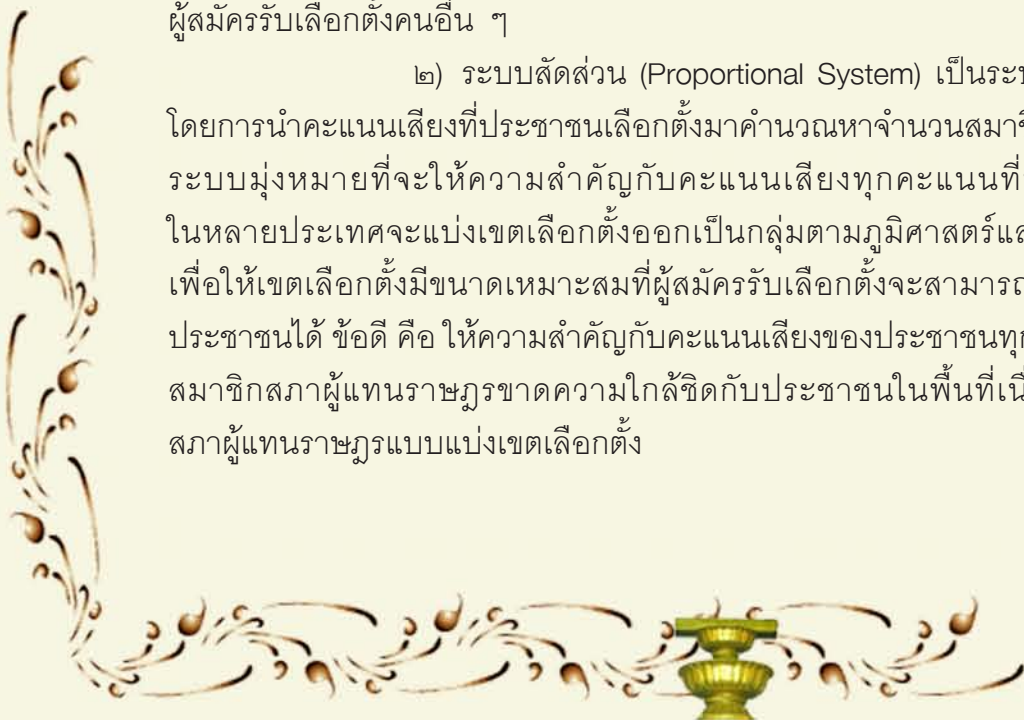 ผู้สมัครรับเลือกตั้งคนอื่น ๆ
๒) ระบบสัดส่วน (Proportional System) เป็นระบ
โดยการนำคะแนนเสียงที่ประชาชนเลือกตั้งมาคำนวณหาจำนวนสมาชิ
ระบบมุ่งหมายที่จะให้ความสำคัญกับคะแนนเสียงทุกคะแนนที่
ในหลายประเทศจะแบ่งเขตเลือกตั้งออกเป็นกลุ่มตามภูมิศาสตร์แล
เพื่อให้เขตเลือกตั้งมีขนาดเหมาะสมที่ผู้สมัครรับเลือกตั้งจะสามารถ
ประชาชนได้ ข้อดี คือ ให้ความสำคัญกับคะแนนเสียงของประชาชนทุก
สมาชิกสภาผู้แทนราษฎรขาดความใกล้ชิดกับประชาชนในพื้นที่เนื่
สภาผู้แทนราษฎรแบบแบ่งเขตเลือกตั้ง